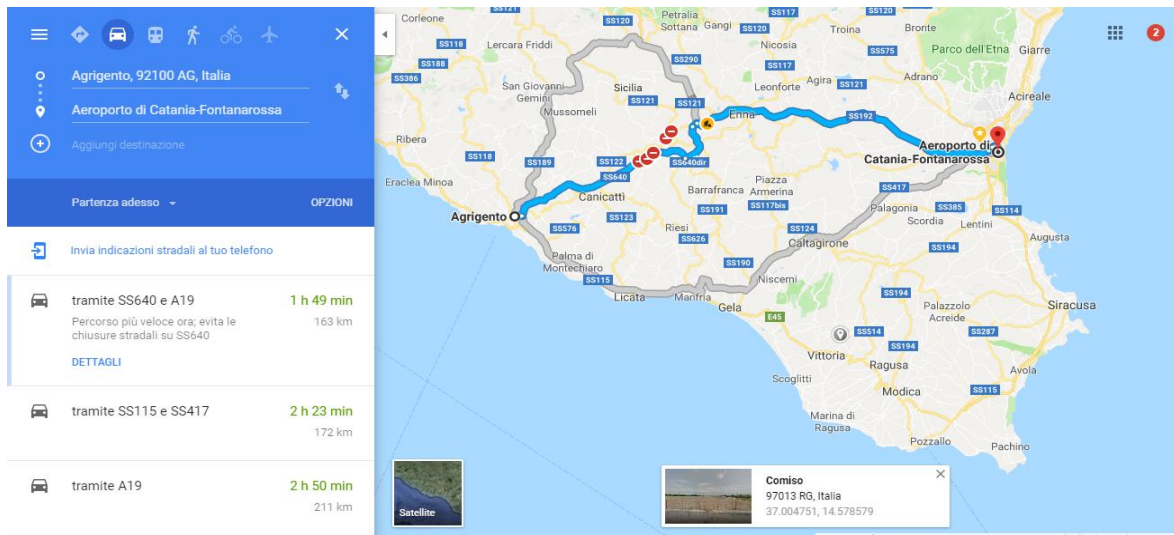 Agrigento, 92100 AG, Italia
Aeroporto di Catania-Fontanarossa
Aggiungi destinazione
Partenza adesso
OPZIONI
Invia indicazioni stradali al tuo telefono
tramite SS640 e A19
1 h 49 min
Percorso più veloce ora; evita le
163 km
chiusure stradali su SS640
DETTAGLI
tramite SS115 e SS417
2 h 23 min
172 km
tramite A19
2 h 50 min
211 km
2
Corleone
SS121
SS120
Petralia
Sottana
Gangi
SS120
SS117
Troina
SS120
Bronte
SS118
Lercara Friddi
Nicosia
SS575
Parco dell'Etna
Giarre
SS188
SS290
SS117
SS386
San Giovanni
Gemini
Sicilia
Leonforte
Agira
SS121
Adrano
Acireale
SS121
SS121
Mussomeli
Enna
SS192
Ribera
SS118
SS189
SS122
SS640dir
Aeroporto di
Catania-Fontanarossa
Eraclea Minoa
SS640
Canicattì
Barrafranca
Piazza
Armerina
SS417
Agrigento
SS123
SS191
SS117bis
Palagonia
SS385
Scordia
Lentini
SS114
SS576
Riesi
SS626
SS124
Caltagirone
SS194
Augusta
Palma di
Montechiaro
SS190
SS115
Niscemi
Licata
Manfria
Gela
SS194
Palazzolo
Acreide
Siracusa
E45
SS514
SS287
SS194
Vittoria
Ragusa
Avola
Scoglitti
Modica
SS115
Marina di
Ragusa
Pozzallo
Pachino
Satellite
Comiso
97013 RG, Italia
37.004751, 14.578579